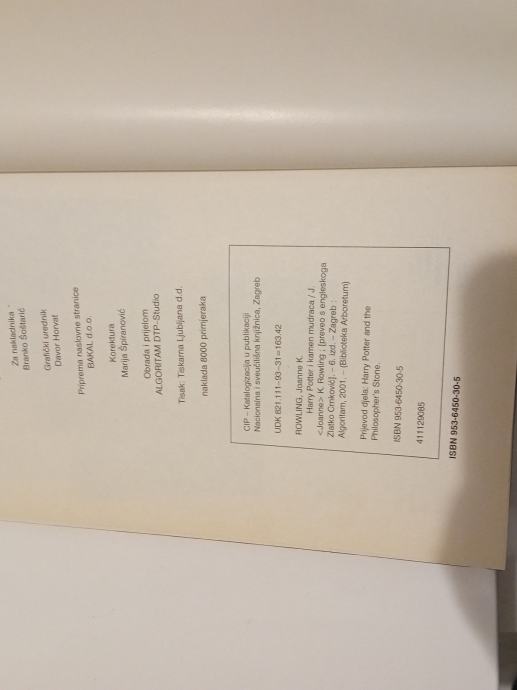 Za nakladnika
Branko Šoštarić
Grafički urednik
Davor Horvat
Priprema naslovne stranice
BAKAL d.o.o.
Korektura
Marija Špiranović
Obrada i prijelom
ALGORITAM DTP-Studio
Tisak: Tiskarna Ljubljana d.d.
naklada 8000 primjeraka
CIP – Katalogizacija u publikaciji
Nacionalna i sveučilišna knjižnica, Zagreb
UDK 821.111-93-31=163.42
ROWLING, Joanne K.
Harry Potter i kamen mudraca / J.
<Joanne> K. Rowling ; [preveo s engleskoga
Zlatko Crnković]. – 6. izd. – Zagreb :
Algoritam, 2001. – (Biblioteka Arboretum)
Prijevod djela: Harry Potter and the
Philosopher's Stone.
ISBN 953-6450-30-5
411129085
ISBN 953-6450-30-5